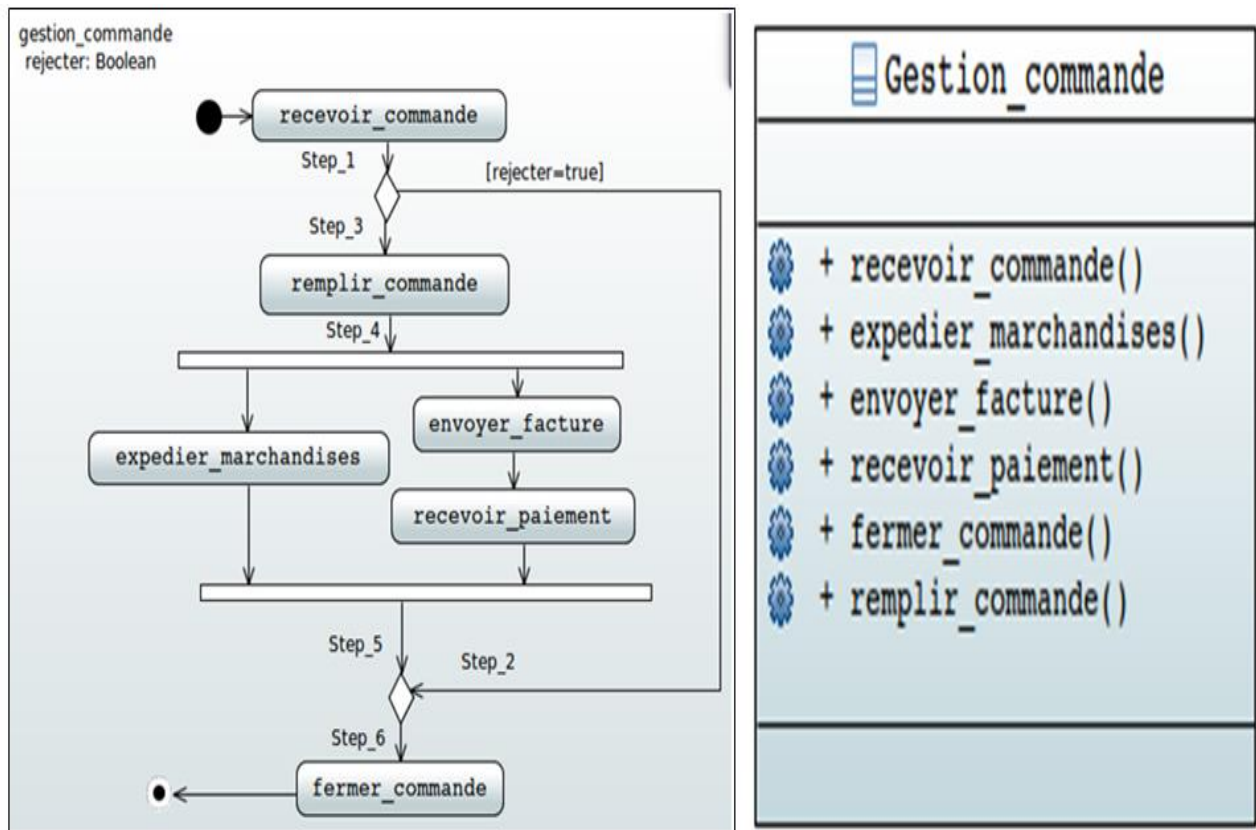 gestion_commande
rejecter: Boolean
recevoir_commande
Step_1
[rejecter=true]
Step_3
remplir_commande
Step_4
envoyer_facture
expedier_marchandises
recevoir_paiement
Step_5
Step_2
Step_6
fermer_commande
Gestion_commande
+ recevoir_commande()
+ expedier_marchandises()
+ envoyer_facture()
+ recevoir_paiement()
+ fermer_commande()
+ remplir_commande()